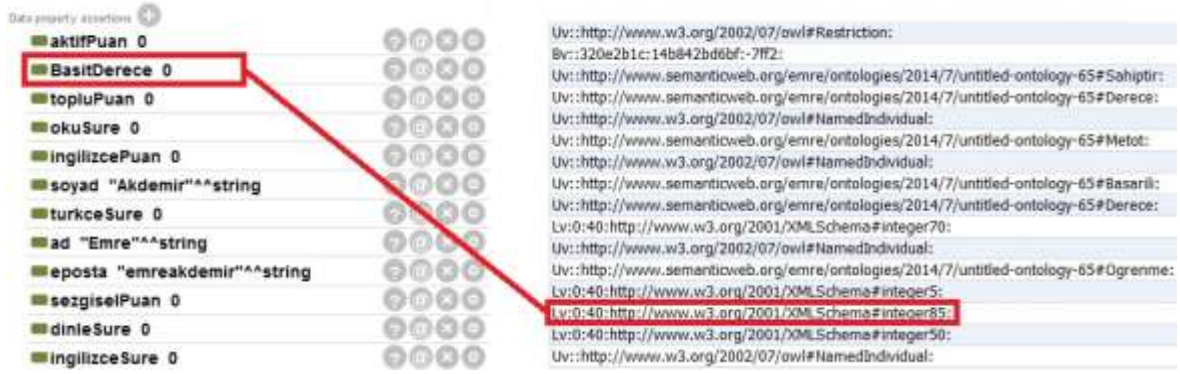 Data property assertions
aktifPuan 0
BasitDerece 0
topluPuan 0
okuSure 0
ingilizcePuan 0
soyad "Akdemir"^^string
turkceSure 0
ad "Emre"^^string
eposta "emreakdemir"^^string
sezgiselPuan 0
dinleSure 0
ingilizceSure 0
Uv::http://www.w3.org/2002/07/owl#Restriction:
Bv::320e2b1c:14b842bd6bf:-7ff2:
Uv::http://www.semanticweb.org/emre/ontologies/2014/7/untitled-ontology-65#Sahiptir:
Uv::http://www.semanticweb.org/emre/ontologies/2014/7/untitled-ontology-65#Derece:
Uv::http://www.w3.org/2002/07/owl#NamedIndividual:
Uv::http://www.semanticweb.org/emre/ontologies/2014/7/untitled-ontology-65#Metot:
Uv::http://www.w3.org/2002/07/owl#NamedIndividual:
Uv::http://www.semanticweb.org/emre/ontologies/2014/7/untitled-ontology-65#Basarili:
Uv::http://www.semanticweb.org/emre/ontologies/2014/7/untitled-ontology-65#Derece:
Lv:0:40:http://www.w3.org/2001/XMLSchema#integer70:
Uv::http://www.w3.org/2002/07/owl#NamedIndividual:
Uv::http://www.semanticweb.org/emre/ontologies/2014/7/untitled-ontology-65#Ogrenme:
Lv:0:40:http://www.w3.org/2001/XMLSchema#integer5:
Lv:0:40:http://www.w3.org/2001/XMLSchema#integer85:
Lv:0:40:http://www.w3.org/2001/XMLSchema#integer50:
Uv::http://www.w3.org/2002/07/owl#NamedIndividual: